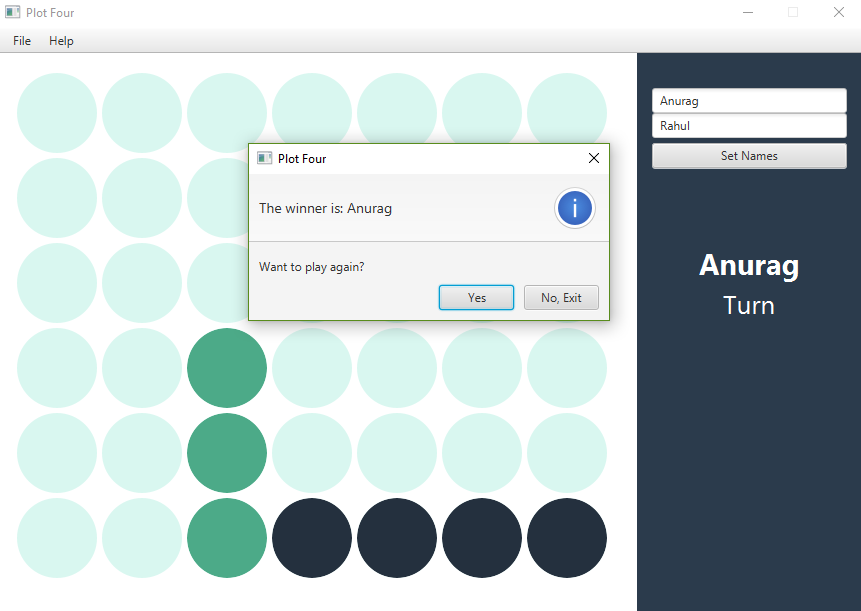 Plot Four
File Help
Anurag
Rahul
Set Names
Plot Four
The winner is: Anurag
i
Want to play again?
Yes No, Exit
Anurag
Turn